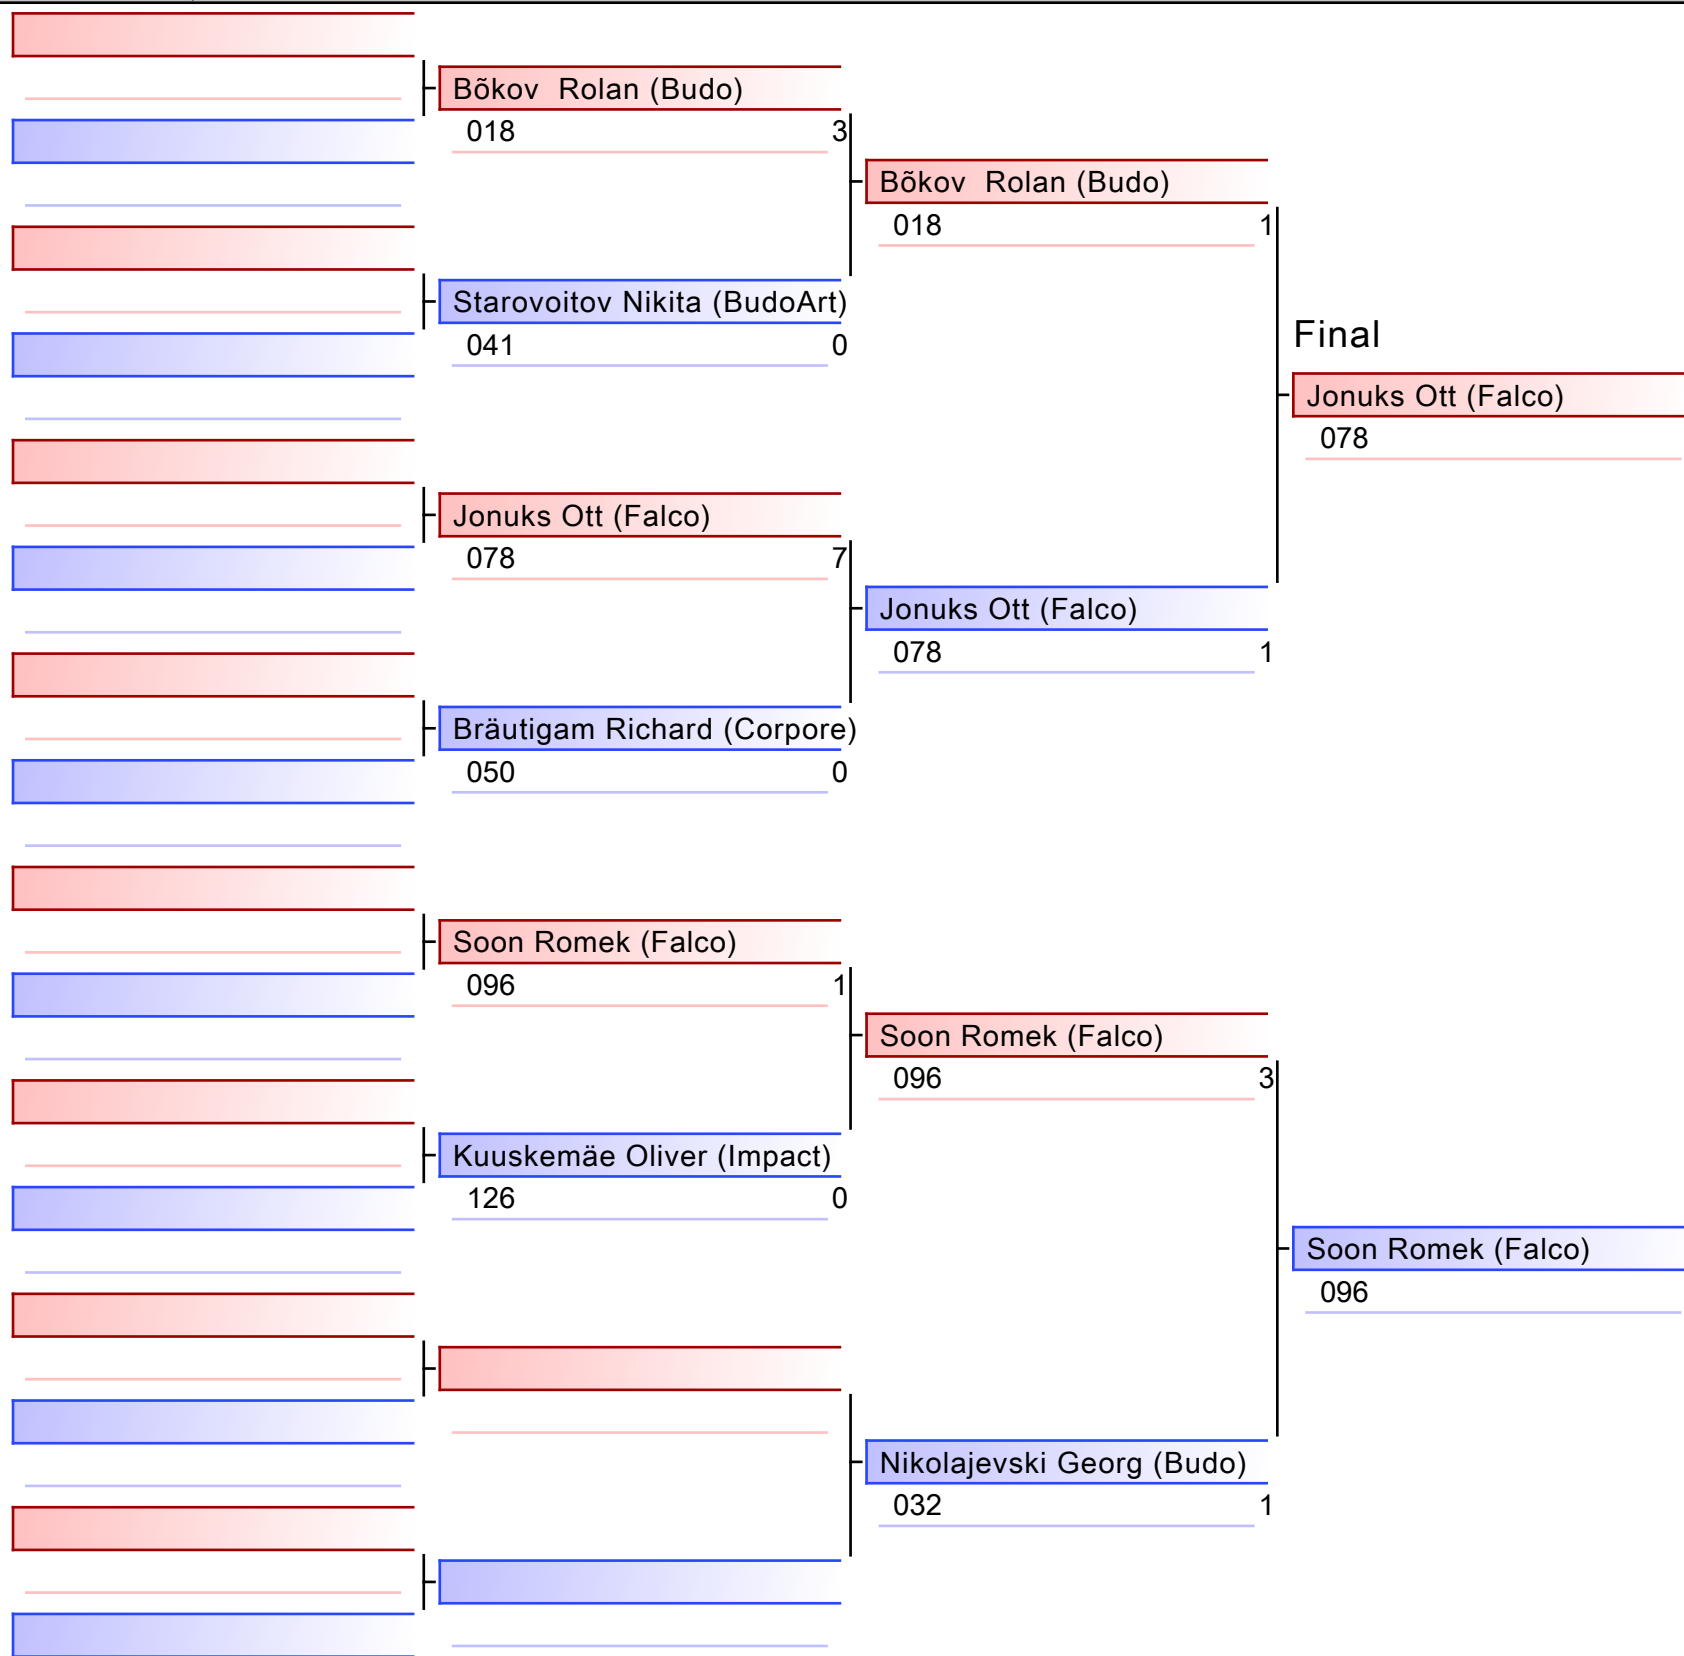 Bõkov  Rolan (Budo)
018 3
Starovoitov Nikita (BudoArt)
041 0
Jonuks Ott (Falco)
078 7
Bräutigam Richard (Corpore)
050 0
Soon Romek (Falco)
096 1
Kuuskemäe Oliver (Impact)
126 0
Bõkov  Rolan (Budo)
018 1
Jonuks Ott (Falco)
078 1
Soon Romek (Falco)
096 3
Nikolajevski Georg (Budo)
032 1
Final
Jonuks Ott (Falco)
078
Soon Romek (Falco)
096